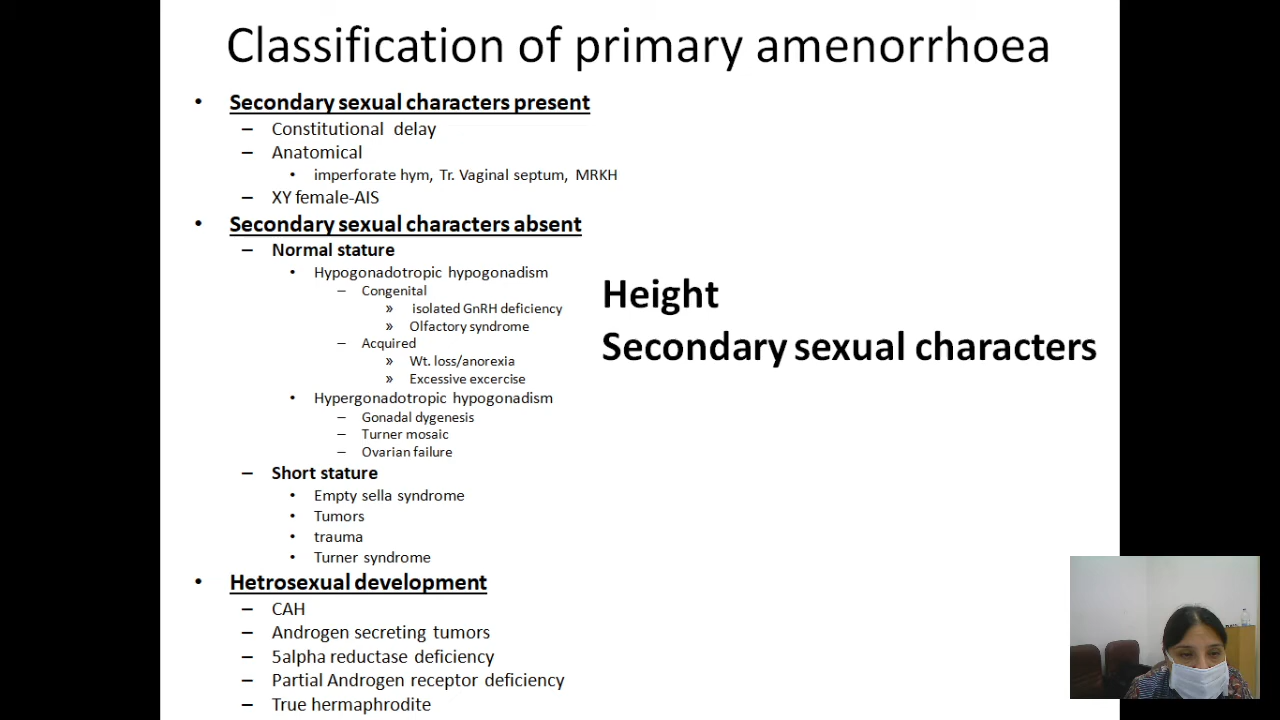 Classification of primary amenorrhoea
• Secondary sexual characters present
– Constitutional delay
– Anatomical
• imperforate hym, Tr. Vaginal septum, MRKH
– XY female-AIS
• Secondary sexual characters absent
– Normal stature
• Hypogonadotropic hypogonadism
– Congenital
» isolated GnRH deficiency
» Olfactory syndrome
– Acquired
» Wt. loss/anorexia
» Excessive excercise
• Hypergonadotropic hypogonadism
– Gonadal dygenesis
– Turner mosaic
– Ovarian failure
– Short stature
• Empty sella syndrome
• Tumors
• trauma
• Turner syndrome
• Hetrosexual development
– CAH
– Androgen secreting tumors
– 5alpha reductase deficiency
– Partial Androgen receptor deficiency
– True hermaphrodite
Height
Secondary sexual characters